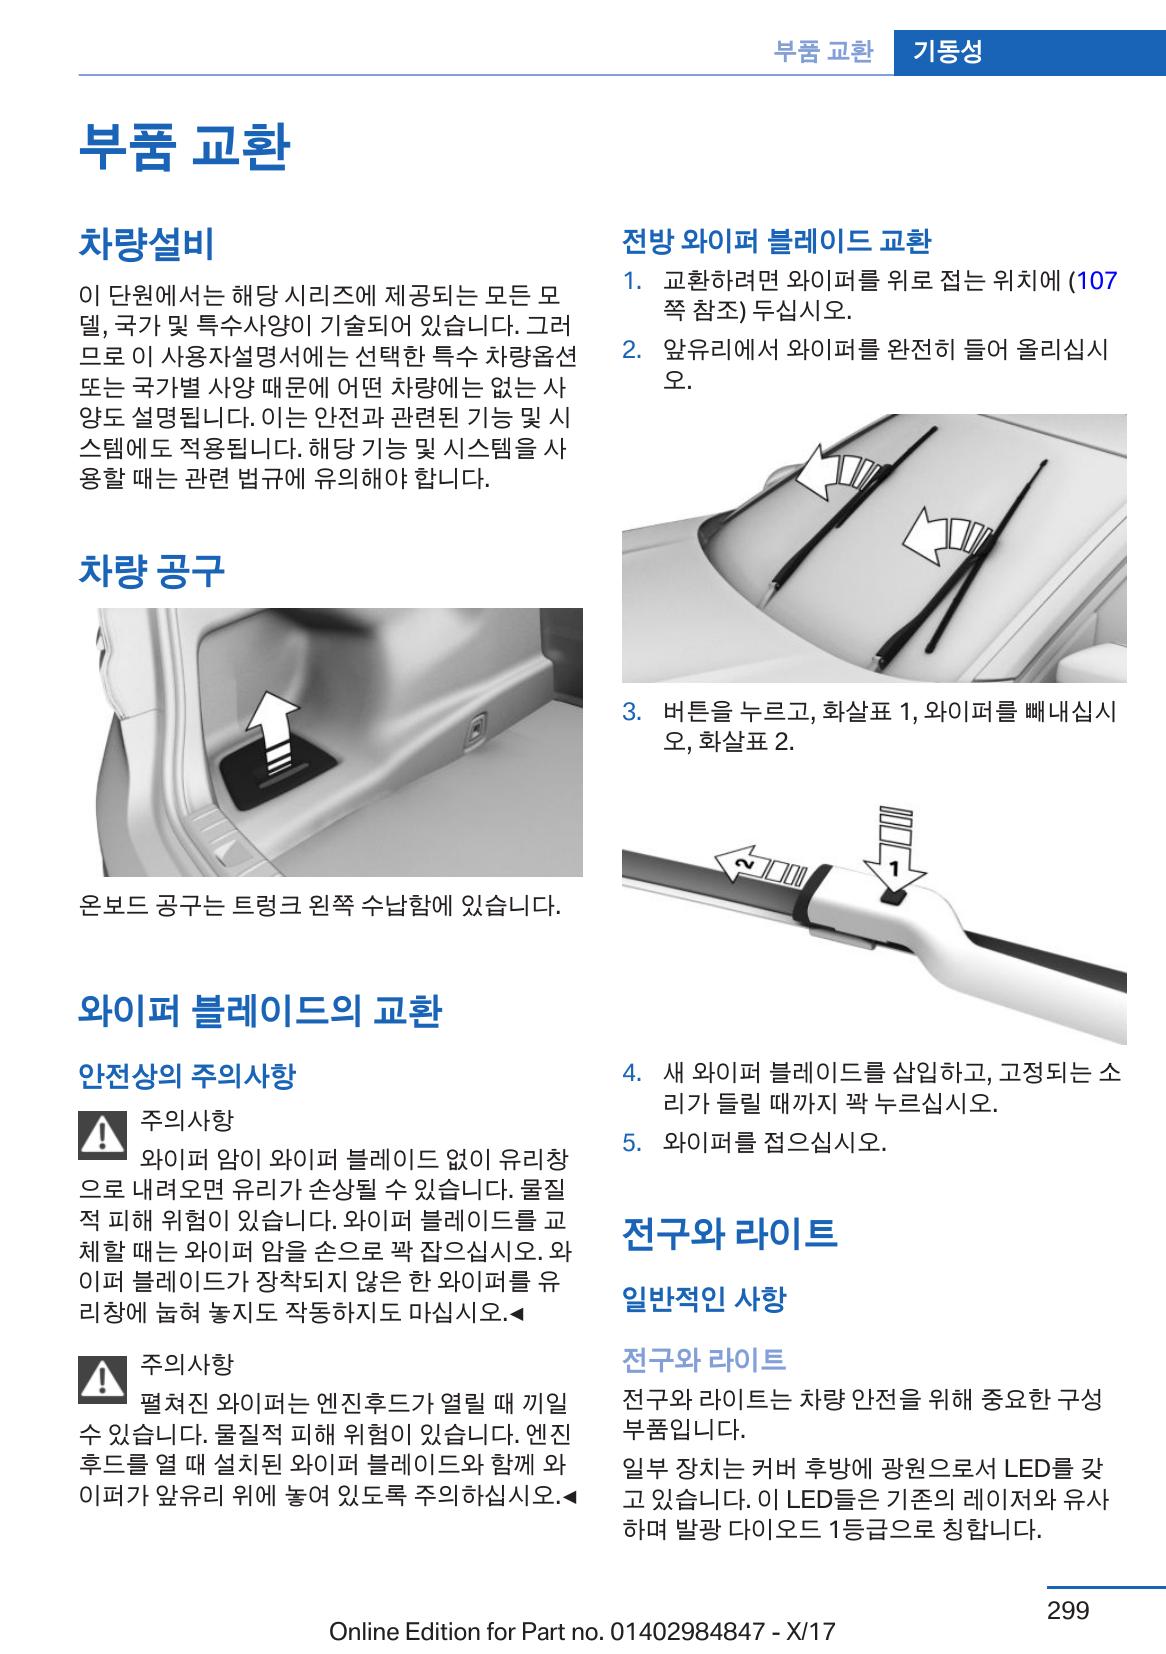 부품 교환 기동성
부품 교환
차량설비
이 단원에서는 해당 시리즈에 제공되는 모든 모
델, 국가 및 특수사양이 기술되어 있습니다. 그러
므로 이 사용자설명서에는 선택한 특수 차량옵션
또는 국가별 사양 때문에 어떤 차량에는 없는 사
양도 설명됩니다. 이는 안전과 관련된 기능 및 시
스템에도 적용됩니다. 해당 기능 및 시스템을 사
용할 때는 관련 법규에 유의해야 합니다.
차량 공구
온보드 공구는 트렁크 왼쪽 수납함에 있습니다.
와이퍼 블레이드의 교환
안전상의 주의사항
주의사항
와이퍼 암이 와이퍼 블레이드 없이 유리창
으로 내려오면 유리가 손상될 수 있습니다. 물질
적 피해 위험이 있습니다. 와이퍼 블레이드를 교
체할 때는 와이퍼 암을 손으로 꽉 잡으십시오. 와
이퍼 블레이드가 장착되지 않은 한 와이퍼를 유
리창에 눕혀 놓지도 작동하지도 마십시오.◄
주의사항
펼쳐진 와이퍼는 엔진후드가 열릴 때 끼일
수 있습니다. 물질적 피해 위험이 있습니다. 엔진
후드를 열 때 설치된 와이퍼 블레이드와 함께 와
이퍼가 앞유리 위에 놓여 있도록 주의하십시오.◄
전방 와이퍼 블레이드 교환
1. 교환하려면 와이퍼를 위로 접는 위치에 (107
쪽 참조) 두십시오.
2. 앞유리에서 와이퍼를 완전히 들어 올리십시
오.
3. 버튼을 누르고, 화살표 1, 와이퍼를 빼내십시
오, 화살표 2.
2
1
4. 새 와이퍼 블레이드를 삽입하고, 고정되는 소
리가 들릴 때까지 꽉 누르십시오.
5. 와이퍼를 접으십시오.
전구와 라이트
일반적인 사항
전구와 라이트
전구와 라이트는 차량 안전을 위해 중요한 구성
부품입니다.
일부 장치는 커버 후방에 광원으로서 LED를 갖
고 있습니다. 이 LED들은 기존의 레이저와 유사
하며 발광 다이오드 1등급으로 칭합니다.
299
Online Edition for Part no. 01402984847 - X/17